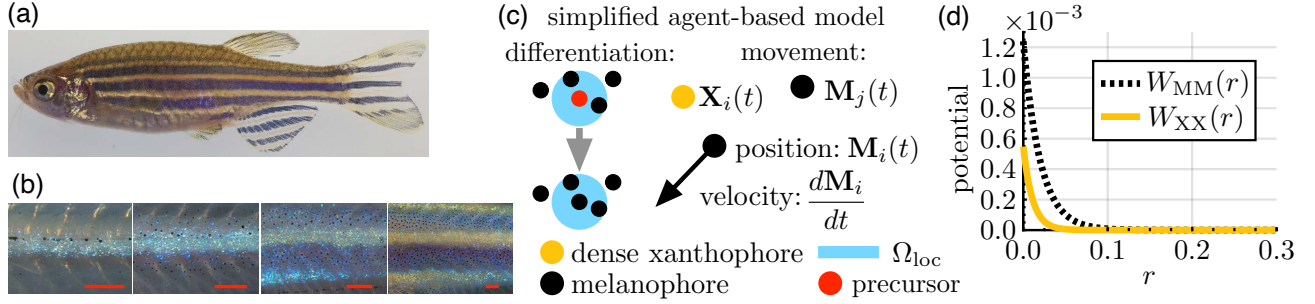 (a)
(b)
(c) simplified agent-based model
differentiation: movement:
X_i(t) M_j(t)
position: M_i(t)
velocity: dM_i/dt
dense xanthophore Ω_loc
melanophore precursor
(d)
×10⁻³
1.2
1.0
0.8
0.6
0.4
0.2
0.0
potential
W_MM(r)
W_XX(r)
0.0 0.1 0.2 0.3
r